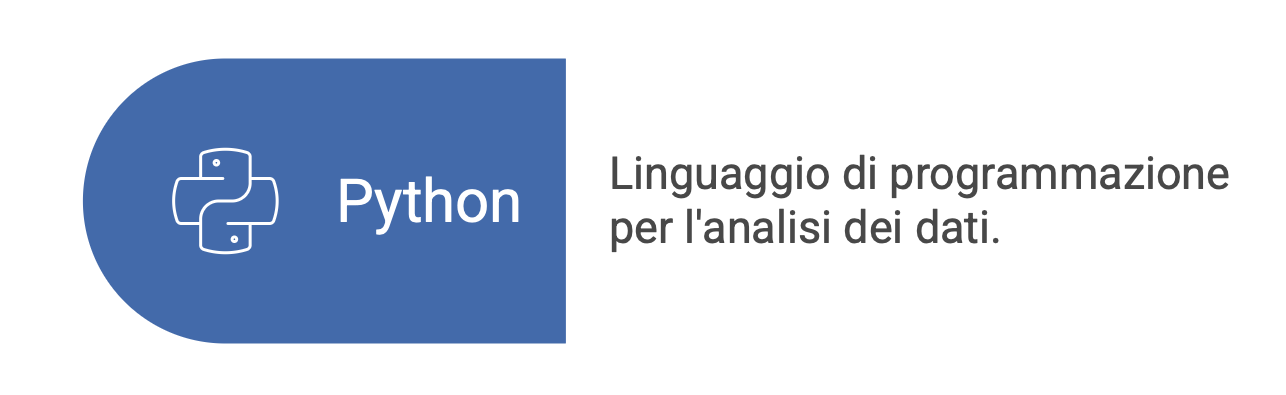 Python
Linguaggio di programmazione
per l'analisi dei dati.